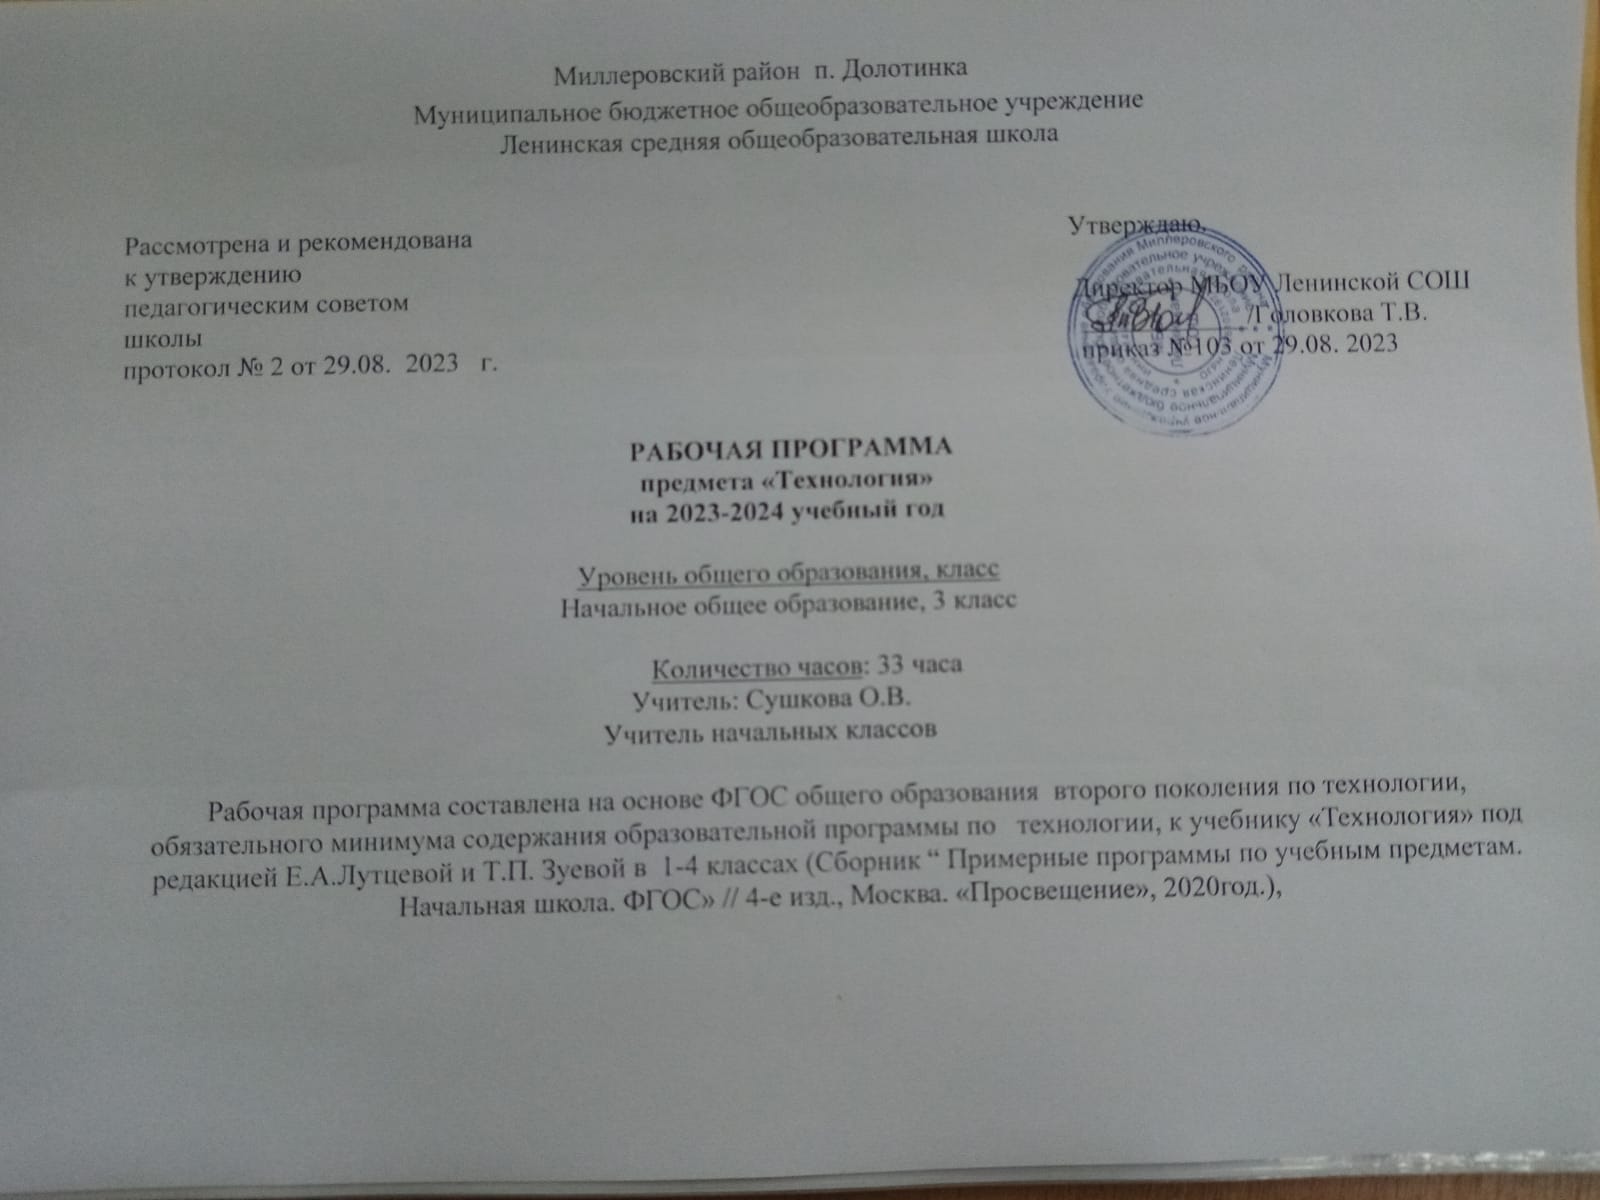 Миллеровский район п. Долотинка
Муниципальное бюджетное общеобразовательное учреждение
Ленинская средняя общеобразовательная школа
Рассмотрена и рекомендована
к утверждению
педагогическим советом
школы
протокол № 2 от 29.08. 2023 г.
Утверждаю.
Директор МБОУ Ленинской СОШ
/Головкова Т.В.
приказ №103 от 29.08. 2023
РАБОЧАЯ ПРОГРАММА
предмета «Технология»
на 2023-2024 учебный год
Уровень общего образования, класс
Начальное общее образование, 3 класс
Количество часов: 33 часа
Учитель: Сушкова О.В.
Учитель начальных классов
Рабочая программа составлена на основе ФГОС общего образования второго поколения по технологии,
обязательного минимума содержания образовательной программы по технологии, к учебнику «Технология» под
редакцией Е.А.Лутцевой и Т.П. Зуевой в 1-4 классах (Сборник “ Примерные программы по учебным предметам.
Начальная школа. ФГОС» // 4-е изд., Москва. «Просвещение», 2020год.),